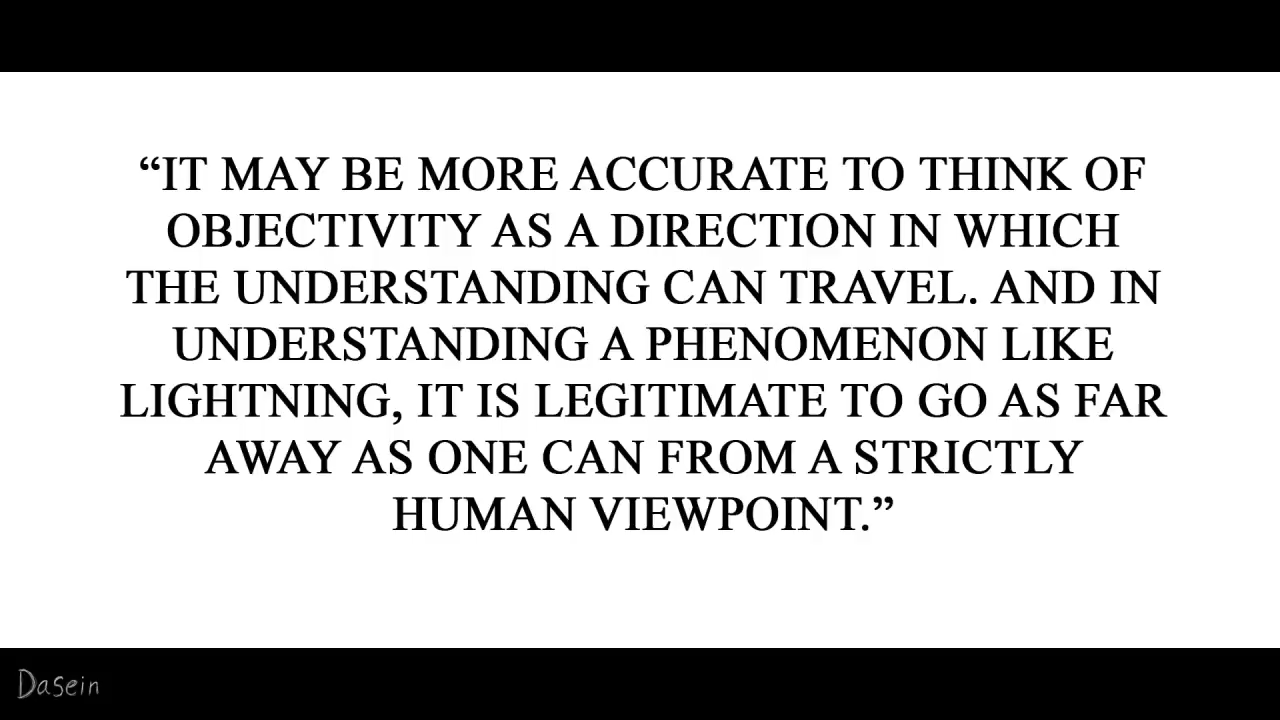 “IT MAY BE MORE ACCURATE TO THINK OF
OBJECTIVITY AS A DIRECTION IN WHICH
THE UNDERSTANDING CAN TRAVEL. AND IN
UNDERSTANDING A PHENOMENON LIKE
LIGHTNING, IT IS LEGITIMATE TO GO AS FAR
AWAY AS ONE CAN FROM A STRICTLY
HUMAN VIEWPOINT.”
Dasein